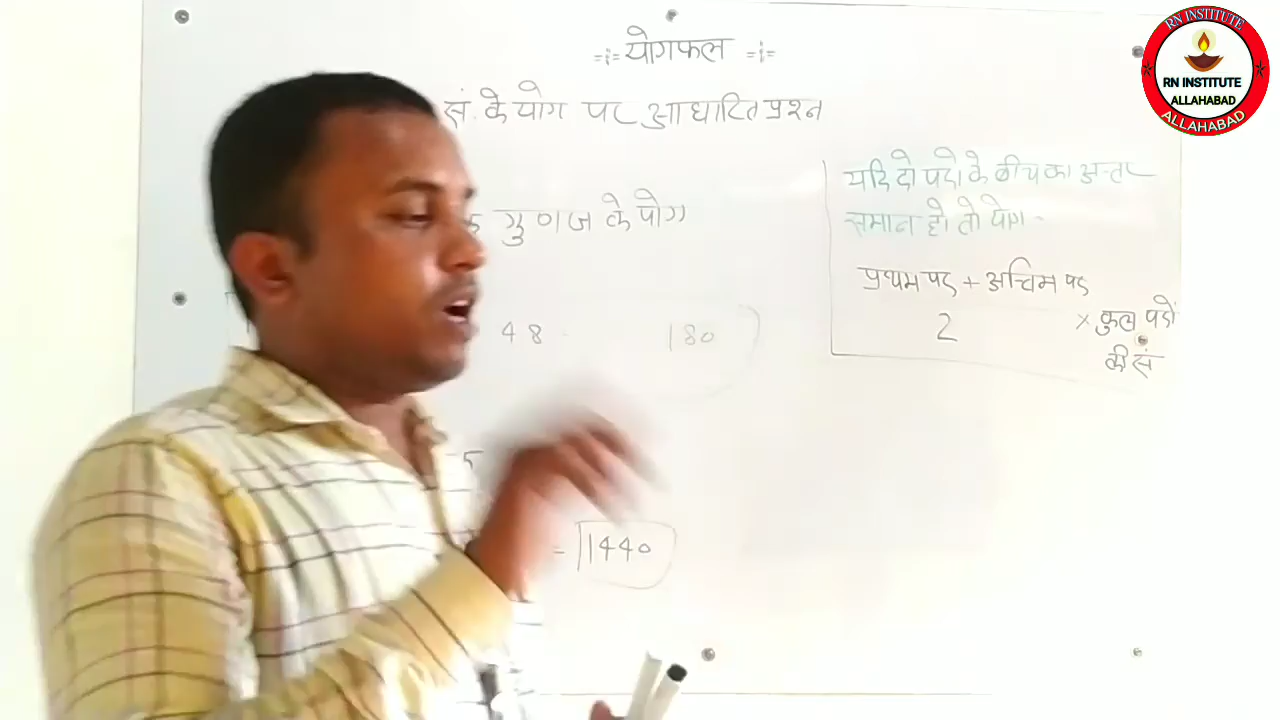 -:= योगफल =:-
सं. के योग पर आधारित प्रश्न
गुणज के योग
48 180
5
= 1440
यदि दो पदो के बीच का अन्तर
समान हो तो योग -
प्रथम पद + अन्तिम पद
2
× कुल पदों
की सं
RN INSTITUTE
RN INSTITUTE
ALLAHABAD
ALLAHABAD